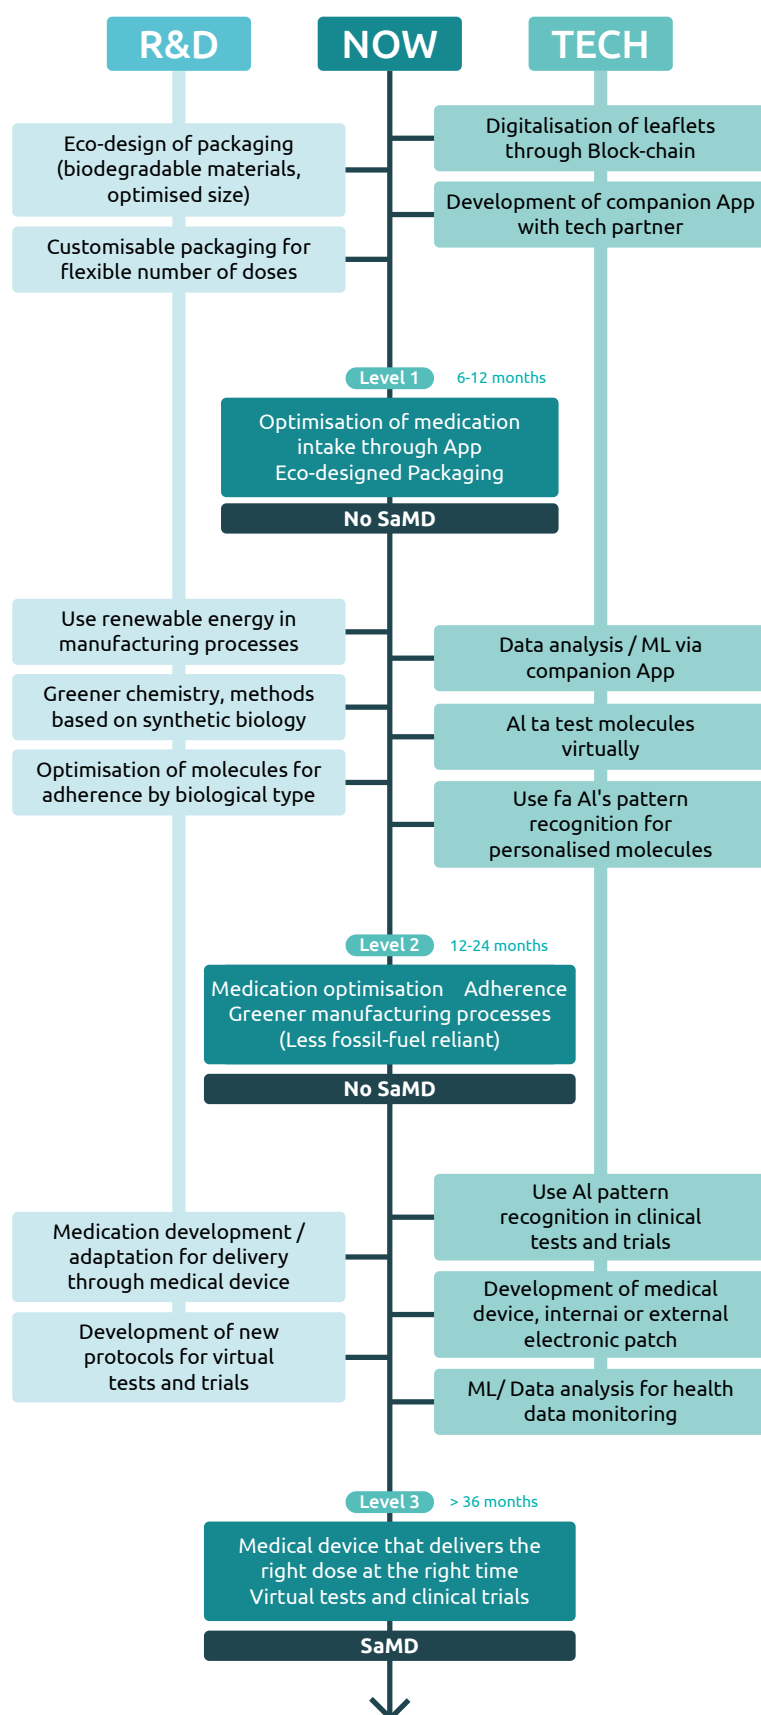 R&D
NOW
TECH
Eco-design of packaging
(biodegradable materials,
optimised size)
Customisable packaging for
flexible number of doses
Digitalisation of leaflets
through Block-chain
Development of companion App
with tech partner
Level 1
6-12 months
Optimisation of medication
intake through App
Eco-designed Packaging
No SaMD
Use renewable energy in
manufacturing processes
Greener chemistry, methods
based on synthetic biology
Optimisation of molecules for
adherence by biological type
Data analysis / ML via
companion App
Al ta test molecules
virtually
Use fa Al's pattern
recognition for
personalised molecules
Level 2
12-24 months
Medication optimisation Adherence
Greener manufacturing processes
(Less fossil-fuel reliant)
No SaMD
Medication development /
adaptation for delivery
through medical device
Development of new
protocols for virtual
tests and trials
Use Al pattern
recognition in clinical
tests and trials
Development of medical
device, internai or external
electronic patch
ML/ Data analysis for health
data monitoring
Level 3
> 36 months
Medical device that delivers the
right dose at the right time
Virtual tests and clinical trials
SaMD